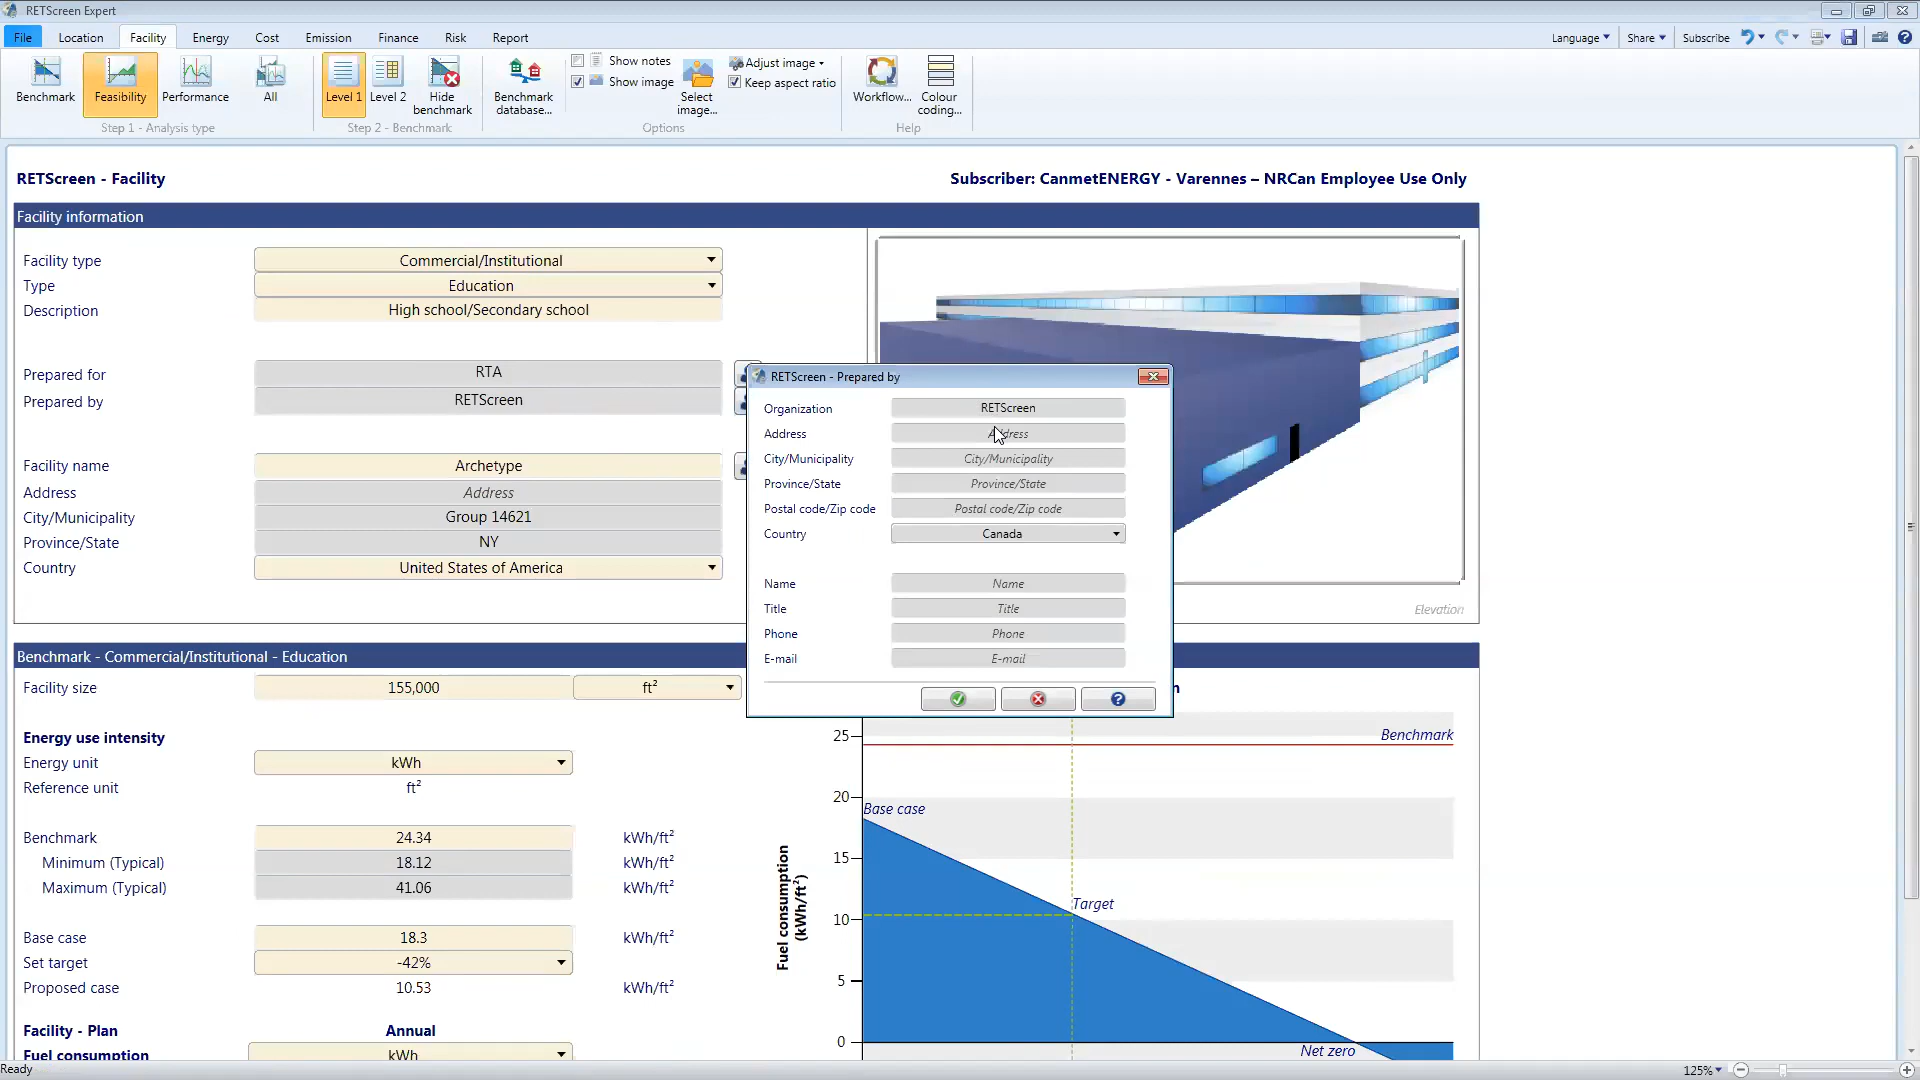 RETScreen Expert
File Location Facility Energy Cost Emission Finance Risk Report Language Share Subscribe
Benchmark Feasibility Performance All
Step 1 - Analysis type
Level 1 Level 2 Hide benchmark
Step 2 - Benchmark
Benchmark database...
Show notes
Show image
Select image...
Adjust image
Keep aspect ratio
Options
Workflow... Colour coding...
Help
RETScreen - Facility
Subscriber: CanmetENERGY - Varennes – NRCan Employee Use Only
Facility information
Facility type Commercial/Institutional
Type Education
Description High school/Secondary school
Prepared for RTA
Prepared by RETScreen
Facility name Archetype
Address Address
City/Municipality Group 14621
Province/State NY
Country United States of America
Elevation
RETScreen - Prepared by
Organization RETScreen
Address Address
City/Municipality City/Municipality
Province/State Province/State
Postal code/Zip code Postal code/Zip code
Country Canada
Name Name
Title Title
Phone Phone
E-mail E-mail
Benchmark - Commercial/Institutional - Education
Facility size 155,000 ft²
Energy use intensity
Energy unit kWh
Reference unit ft²
Benchmark 24.34 kWh/ft²
Minimum (Typical) 18.12 kWh/ft²
Maximum (Typical) 41.06 kWh/ft²
Base case 18.3 kWh/ft²
Set target -42%
Proposed case 10.53 kWh/ft²
Facility - Plan Annual
Fuel consumption kWh
Fuel consumption
(kWh/ft²)
25
20
15
10
5
0
Benchmark
Base case
Target
Net zero
Ready
125%